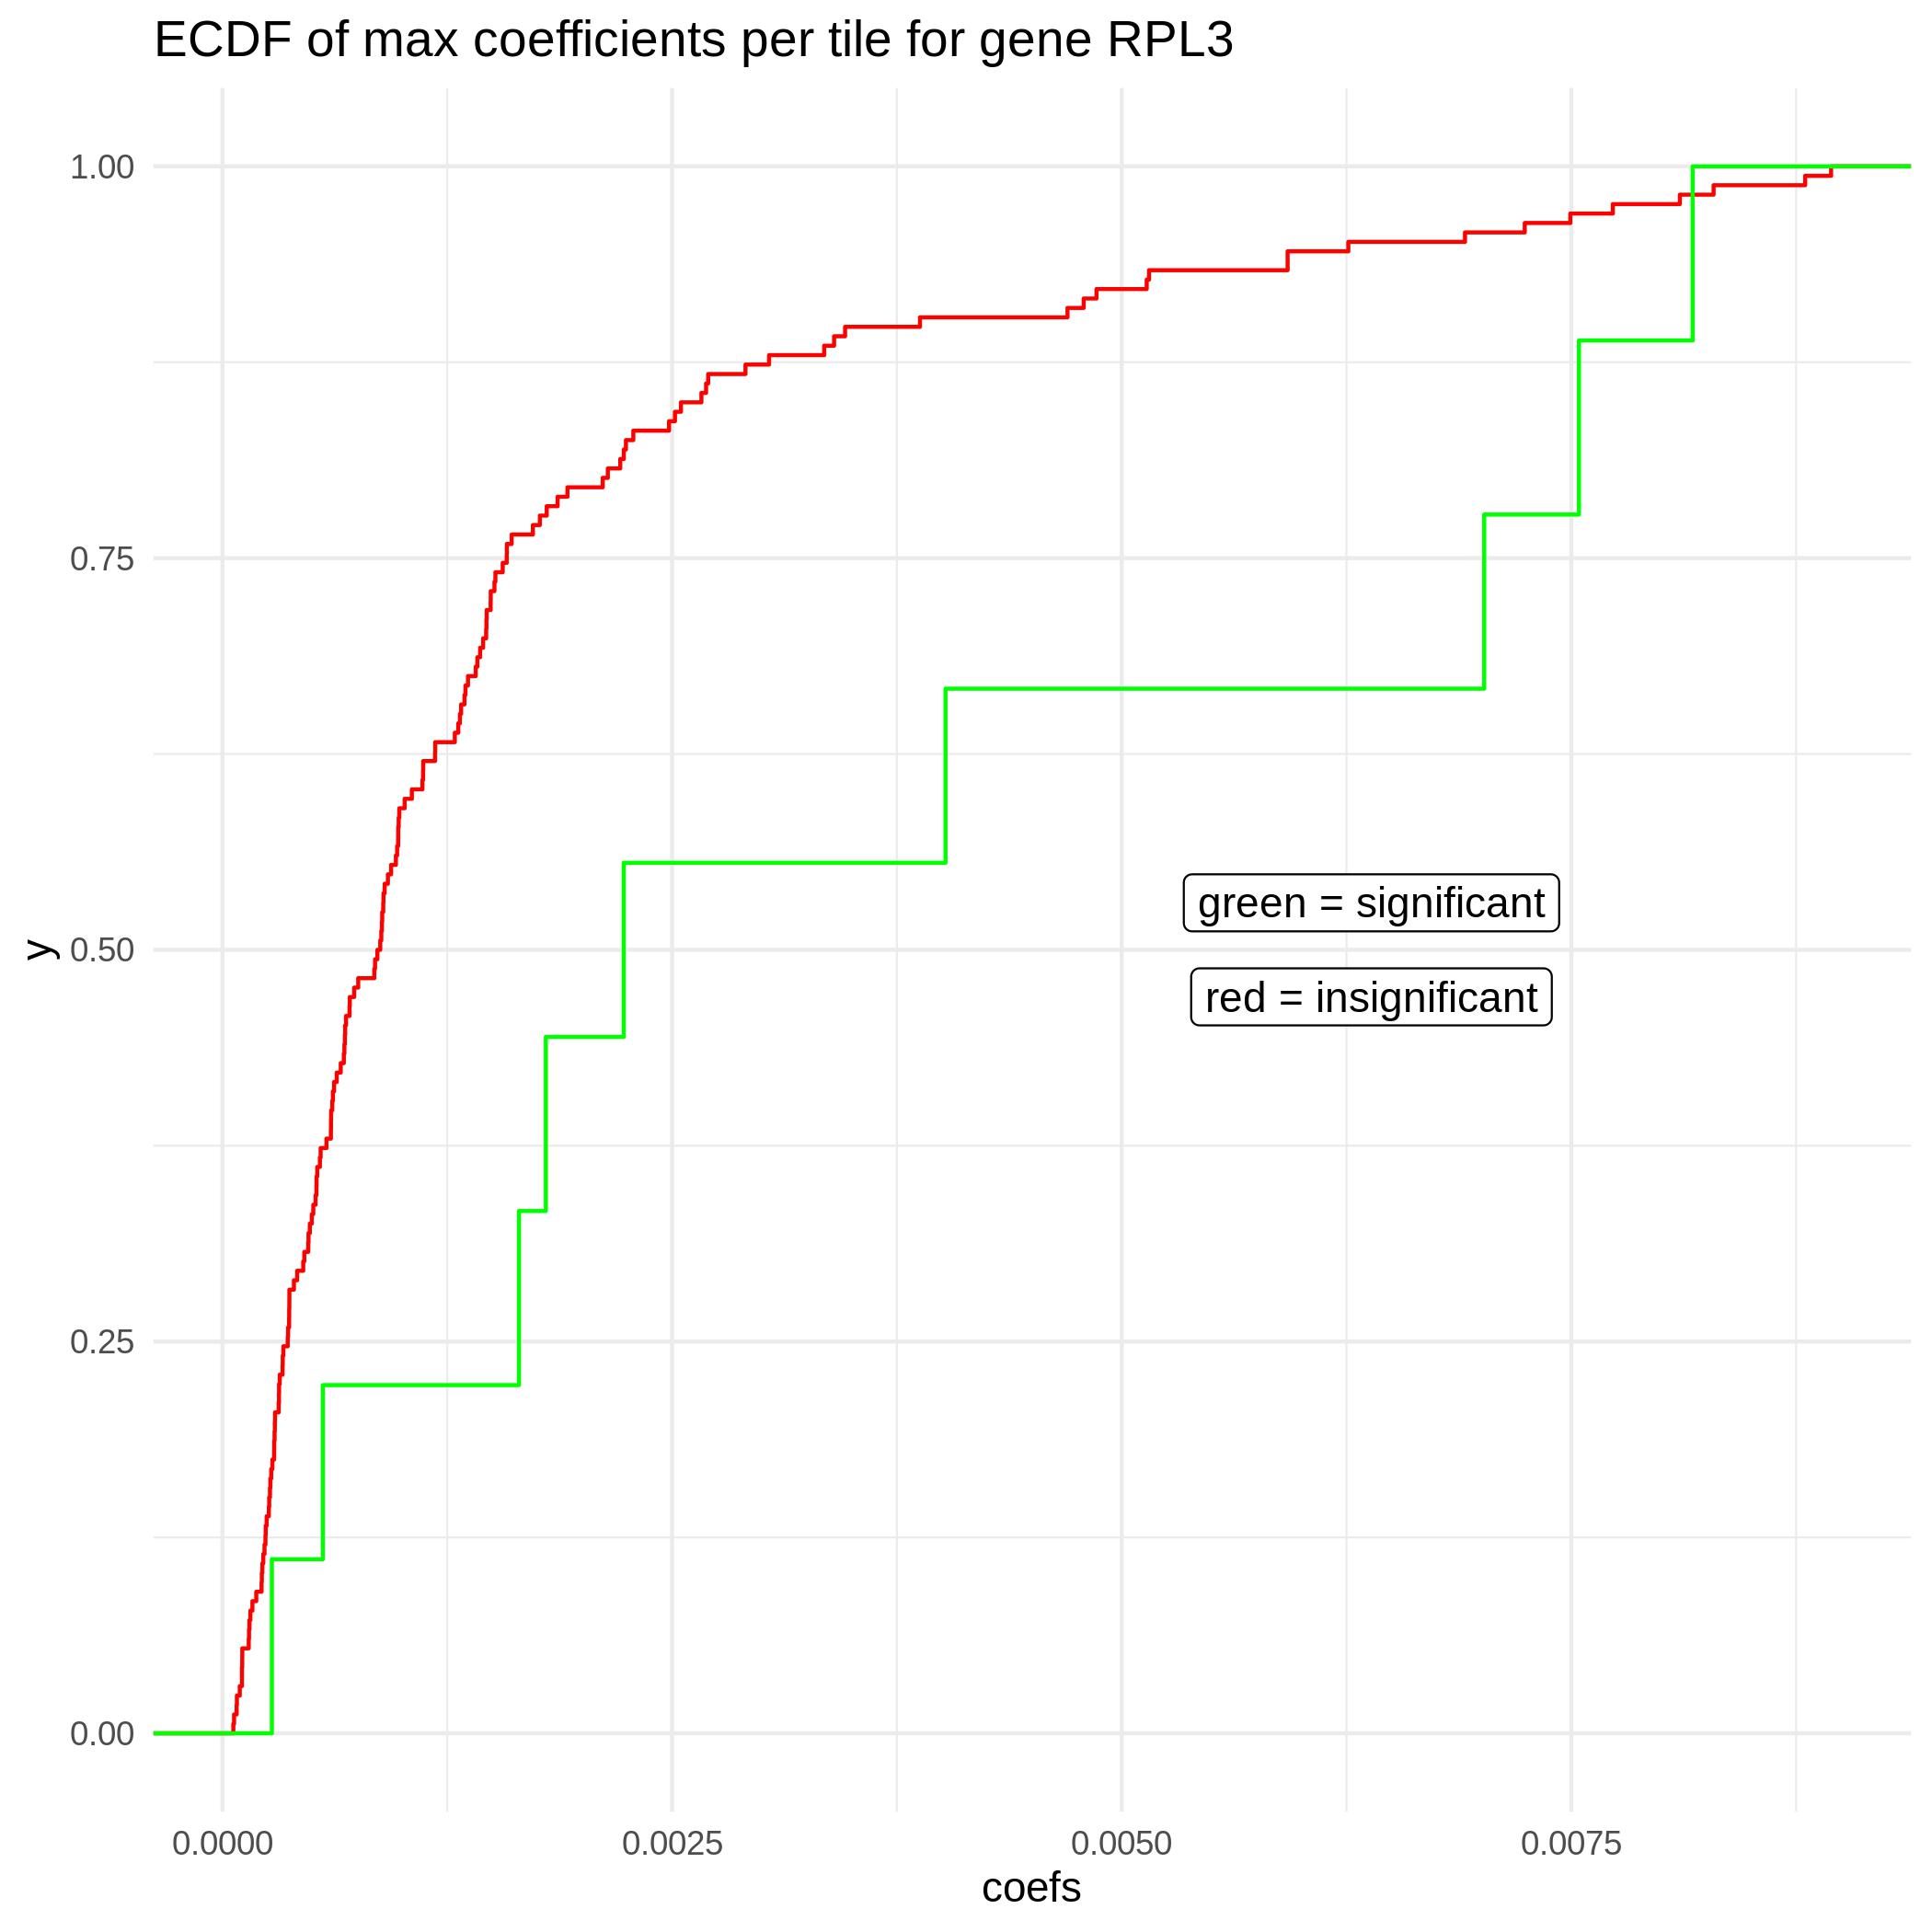 ECDF of max coefficients per tile for gene RPL3
1.00
0.75
0.50
0.25
0.00
y
green = significant
red = insignificant
0.0000 0.0025 0.0050 0.0075
coefs